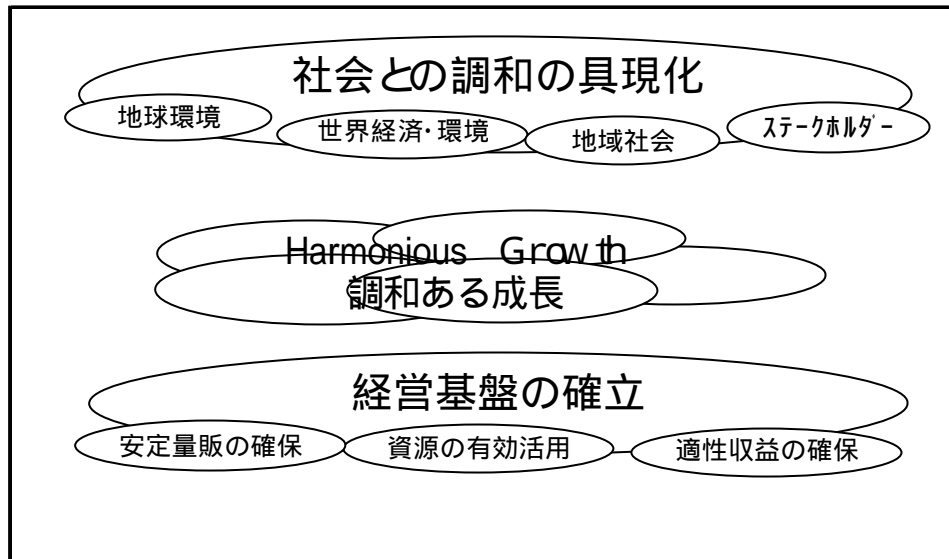 社会との調和の具現化
地球環境
世界経済・環境
地域社会
ｽﾃｰｸﾎﾙﾀﾞｰ
Harmonious Growth
調和ある成長
経営基盤の確立
安定量販の確保
資源の有効活用
適性収益の確保